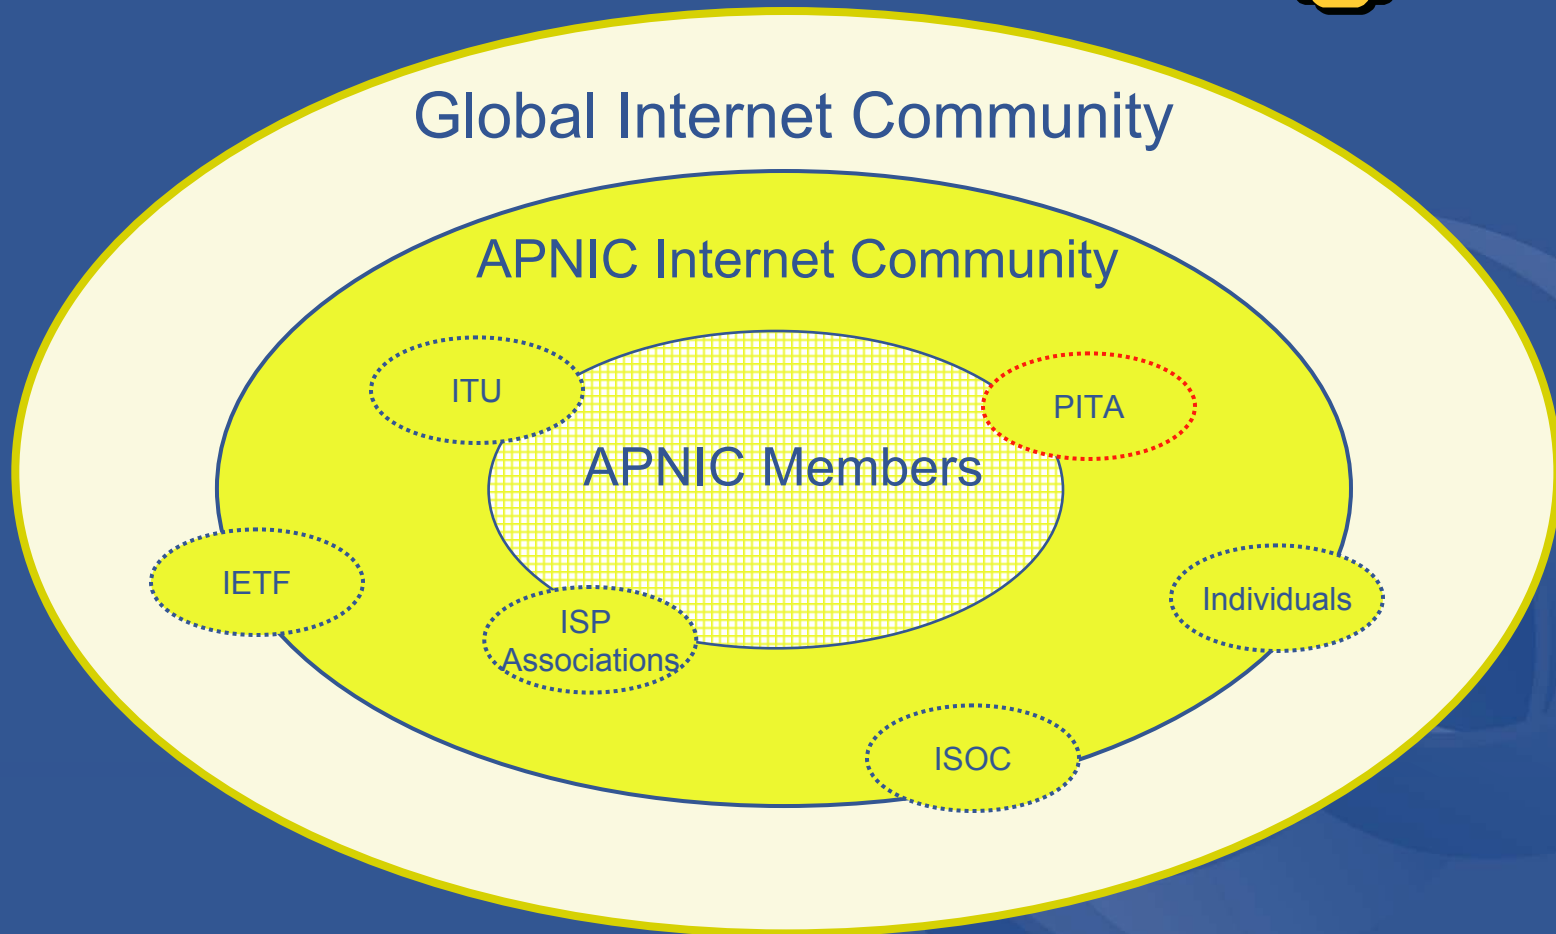 Global Internet Community
APNIC Internet Community
ITU
PITA
APNIC Members
IETF
Individuals
ISP
Associations
ISOC